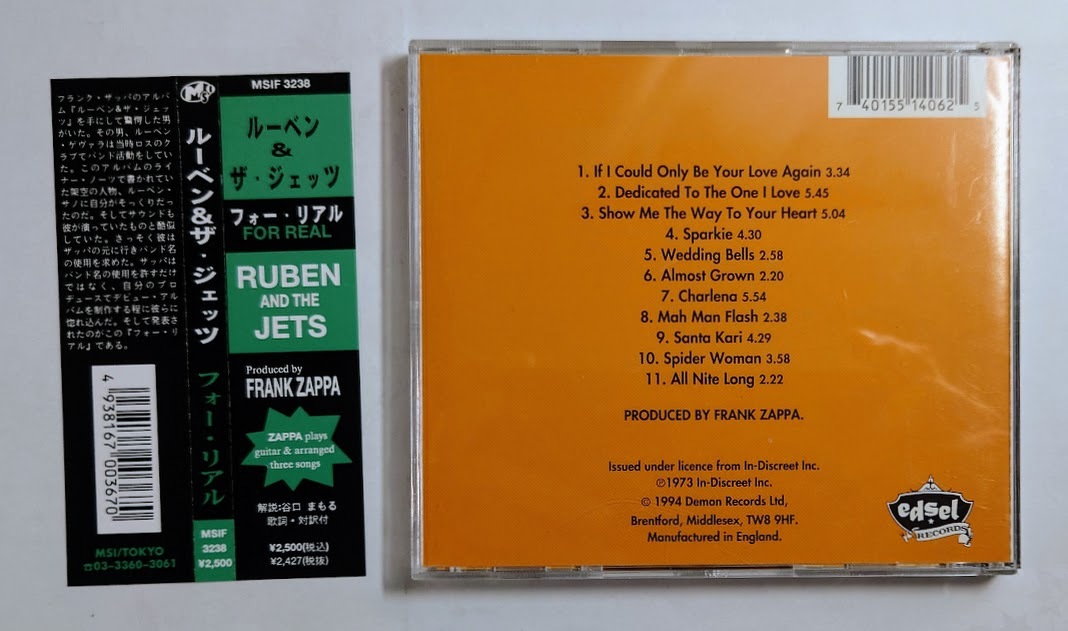 フランク・ザッパのアルバ
ム『ルーベン&ザ・ジェッ
ツ』を手にして驚愕した男
がいた。その男、ルーベン
・ゲヴァラは当時ロスのク
ラブでバンド活動をしてい
た。このアルバムのライ
ナー・ノーツで書かれてい
た架空の人物、ルーベン・
サノに自分がそっくりだっ
たのだ。そしてサウンドも
彼が演っていたものと酷似
していた。さっそく彼は
ザッパの元に行きバンド名
の使用を求めた。ザッパは
バンド名の使用を許すだけ
ではなく、自分のプロ
デュースでデビュー・アル
バムを制作する程に彼らに
惚れ込んだ。そして発表さ
れたのがこの『フォー・リ
アル』である。
4 938167 003670
MSI/TOKYO
☎03-3360-3061
MSI
ルーベン&ザ・ジェッツ
フォー・リアル
MSIF
3238
¥2,500
MSIF 3238
ルーベン
&
ザ・ジェッツ
フォー・リアル
FOR REAL
RUBEN
AND THE
JETS
Produced by
FRANK ZAPPA
ZAPPA plays
guitar & arranged
three songs
解説:谷口 まもる
歌詞・対訳付
¥2,500(税込)
¥2,427(税抜)
7 40155 14062 5
1. If I Could Only Be Your Love Again 3.34
2. Dedicated To The One I Love 5.45
3. Show Me The Way To Your Heart 5.04
4. Sparkie 4.30
5. Wedding Bells 2.58
6. Almost Grown 2.20
7. Charlena 5.54
8. Mah Man Flash 2.38
9. Santa Kari 4.29
10. Spider Woman 3.58
11. All Nite Long 2.22
PRODUCED BY FRANK ZAPPA.
Issued under licence from In-Discreet Inc.
℗1973 In-Discreet Inc.
© 1994 Demon Records Ltd,
Brentford, Middlesex, TW8 9HF.
Manufactured in England.
edsel
RECORDS